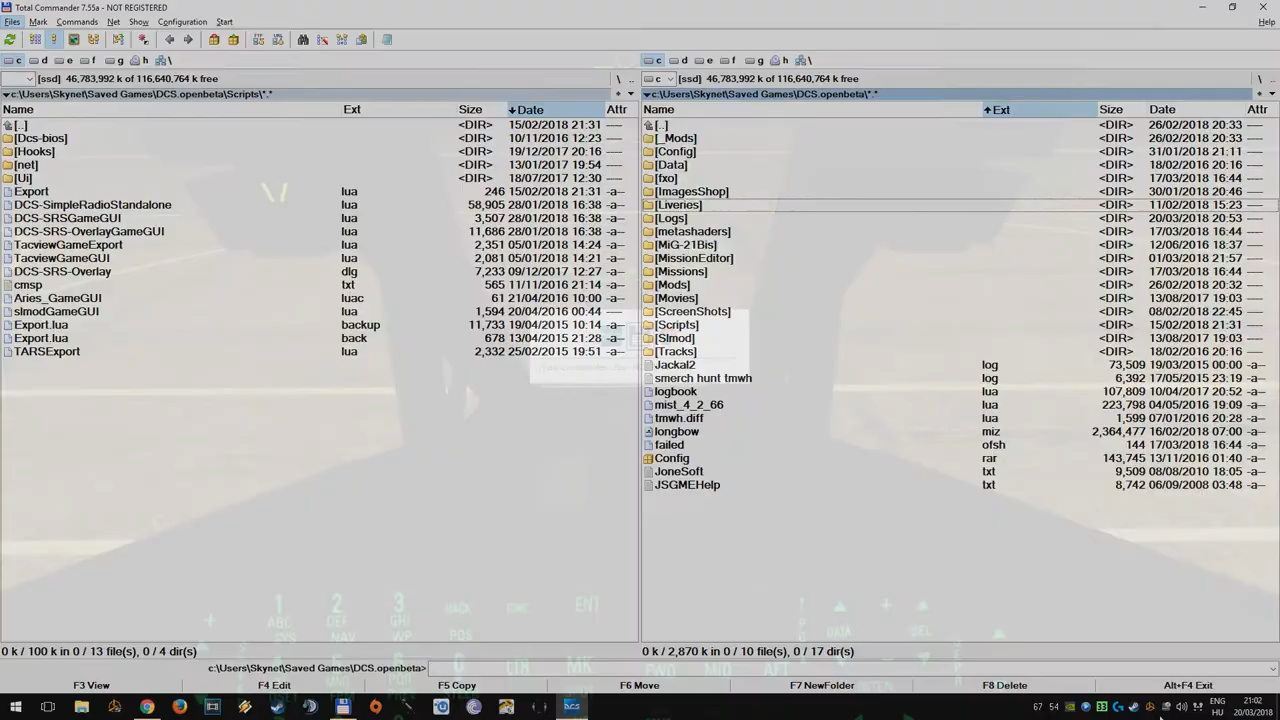 Total Commander 7.55a - NOT REGISTERED
Files Mark Commands Net Show Configuration Start Help
c d e f g h \
c d e f g h \
[ssd] 46,783,992 k of 116,640,764 k free \ ..
c [ssd] 46,783,992 k of 116,640,764 k free \ ..
c:\Users\Skynet\Saved Games\DCS.openbeta\Scripts\*.*
c:\Users\Skynet\Saved Games\DCS.openbeta\*.*
Name Ext Size Date Attr
[..] <DIR> 15/02/2018 21:31 ----
[Dcs-bios] <DIR> 10/11/2016 12:23 ----
[Hooks] <DIR> 19/12/2017 20:16 ----
[net] <DIR> 13/01/2017 19:54 ----
[Ui] <DIR> 18/07/2017 12:30 ----
Export lua 246 15/02/2018 21:31 -a--
DCS-SimpleRadioStandalone lua 58,905 28/01/2018 16:38 -a--
DCS-SRSGameGUI lua 3,507 28/01/2018 16:38 -a--
DCS-SRS-OverlayGameGUI lua 11,686 28/01/2018 16:38 -a--
TacviewGameExport lua 2,351 05/01/2018 14:24 -a--
TacviewGameGUI lua 2,081 05/01/2018 14:21 -a--
DCS-SRS-Overlay dlg 7,233 09/12/2017 12:27 -a--
cmsp txt 565 11/11/2016 21:14 -a--
Aries_GameGUI luac 61 21/04/2016 10:00 -a--
slmodGameGUI lua 1,594 20/04/2016 00:44 -a--
Export.lua backup 11,733 19/04/2015 10:14 -a--
Export.lua back 678 13/04/2015 21:28 -a--
TARSExport lua 2,332 25/02/2015 19:51 -a--
Name Ext Size Date Attr
[..] <DIR> 26/02/2018 20:33 ----
[_Mods] <DIR> 26/02/2018 20:33 ----
[Config] <DIR> 31/01/2018 21:11 ----
[Data] <DIR> 18/02/2016 20:16 ----
[fxo] <DIR> 17/03/2018 16:44 ----
[ImagesShop] <DIR> 30/01/2018 20:46 ----
[Liveries] <DIR> 11/02/2018 15:23 ----
[Logs] <DIR> 20/03/2018 20:53 ----
[metashaders] <DIR> 17/03/2018 16:44 ----
[MiG-21Bis] <DIR> 12/06/2016 18:37 ----
[MissionEditor] <DIR> 01/03/2018 21:57 ----
[Missions] <DIR> 17/03/2018 16:44 ----
[Mods] <DIR> 26/02/2018 20:32 ----
[Movies] <DIR> 13/08/2017 19:03 ----
[ScreenShots] <DIR> 08/02/2018 22:45 ----
[Scripts] <DIR> 15/02/2018 21:31 ----
[Slmod] <DIR> 13/08/2017 19:03 ----
[Tracks] <DIR> 18/02/2016 20:16 ----
Jackal2 log 73,509 19/03/2015 00:00 -a--
smerch hunt tmwh log 6,392 17/05/2015 23:19 -a--
logbook lua 107,809 10/04/2017 20:52 -a--
mist_4_2_66 lua 223,798 04/05/2016 19:09 -a--
tmwh.diff lua 1,599 07/01/2016 20:28 -a--
longbow miz 2,364,477 16/02/2018 07:00 -a--
failed ofsh 144 17/03/2018 16:44 -a--
Config rar 143,745 13/11/2016 01:40 -a--
JoneSoft txt 9,509 08/08/2010 18:05 -a--
JSGMEHelp txt 8,742 06/09/2008 03:48 -a--
1 2 3 ENT
ABC DEF GHI
SYS NAV WP POS
DATA SEL
0 k / 100 k in 0 / 13 file(s), 0 / 4 dir(s)
0 k / 2,870 k in 0 / 10 file(s), 0 / 17 dir(s)
c:\Users\Skynet\Saved Games\DCS.openbeta>
MK
F3 View F4 Edit F5 Copy F6 Move F7 NewFolder F8 Delete Alt+F4 Exit
67 54 ENG 21:02
HU 20/03/2018